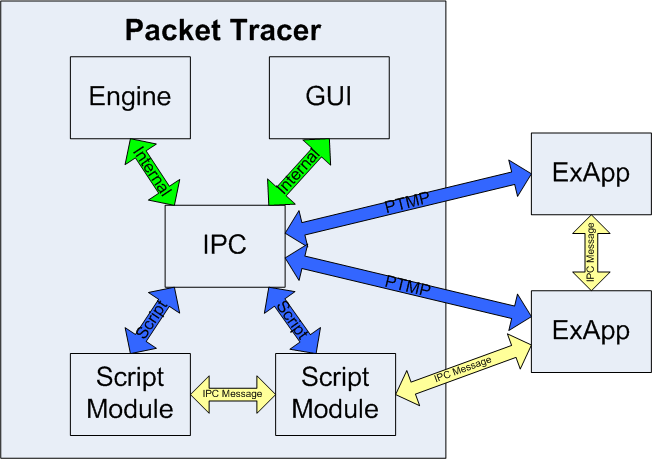 Packet Tracer
Engine
GUI
Internal
Internal
ExApp
PTMP
IPC
IPC Message
PTMP
Script
Script
ExApp
Script
Module
IPC Message
Script
Module
IPC Message